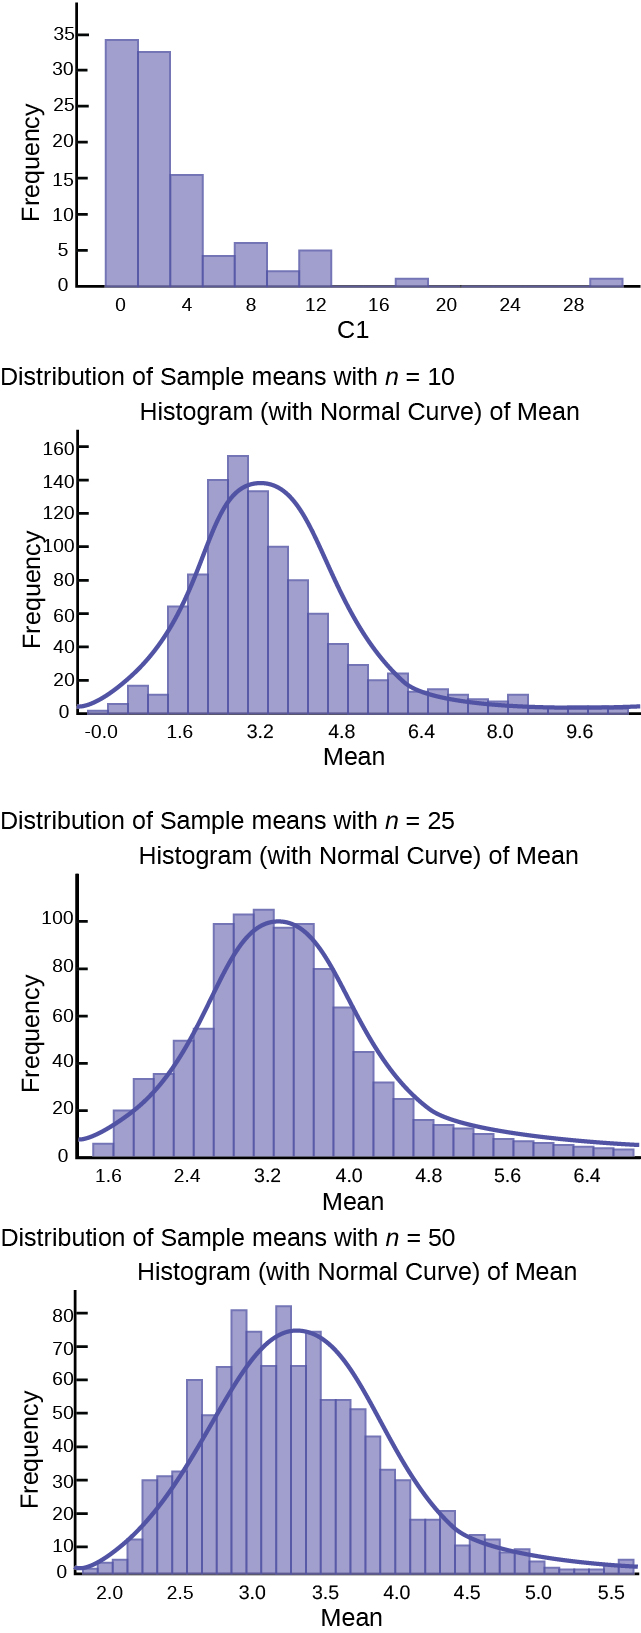 35
30
25
20
15
10
5
0
Frequency
0 4 8 12 16 20 24 28
C1
Distribution of Sample means with n = 10
Histogram (with Normal Curve) of Mean
160
140
120
100
80
60
40
20
0
Frequency
-0.0 1.6 3.2 4.8 6.4 8.0 9.6
Mean
Distribution of Sample means with n = 25
Histogram (with Normal Curve) of Mean
100
80
60
40
20
0
Frequency
1.6 2.4 3.2 4.0 4.8 5.6 6.4
Mean
Distribution of Sample means with n = 50
Histogram (with Normal Curve) of Mean
80
70
60
50
40
30
20
10
0
Frequency
2.0 2.5 3.0 3.5 4.0 4.5 5.0 5.5
Mean